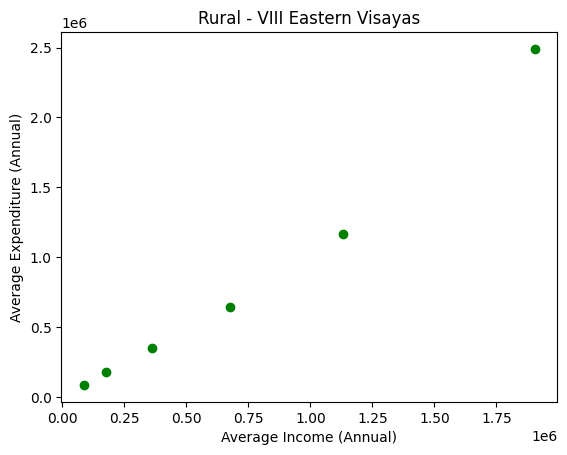 Rural - VIII Eastern Visayas
1e6
2.5
2.0
1.5
1.0
0.5
0.0
Average Expenditure (Annual)
0.00 0.25 0.50 0.75 1.00 1.25 1.50 1.75
1e6
Average Income (Annual)